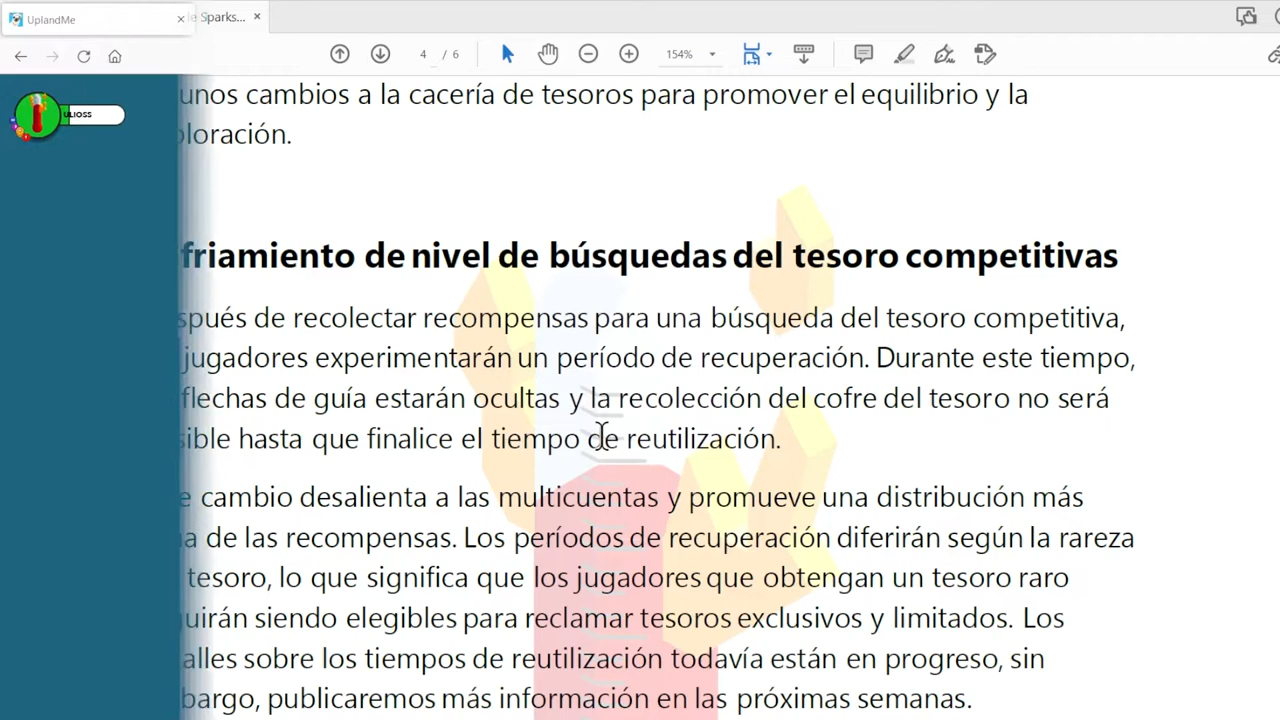 UplandMe
Sparks...
4 / 6
154%
ULIOSS
unos cambios a la cacería de tesoros para promover el equilibrio y la
ploración.
friamiento de nivel de búsquedas del tesoro competitivas
spués de recolectar recompensas para una búsqueda del tesoro competitiva,
jugadores experimentarán un período de recuperación. Durante este tiempo,
flechas de guía estarán ocultas y la recolección del cofre del tesoro no será
sible hasta que finalice el tiempo de reutilización.
e cambio desalienta a las multicuentas y promueve una distribución más
a de las recompensas. Los períodos de recuperación diferirán según la rareza
tesoro, lo que significa que los jugadores que obtengan un tesoro raro
uirán siendo elegibles para reclamar tesoros exclusivos y limitados. Los
alles sobre los tiempos de reutilización todavía están en progreso, sin
bargo, publicaremos más información en las próximas semanas.